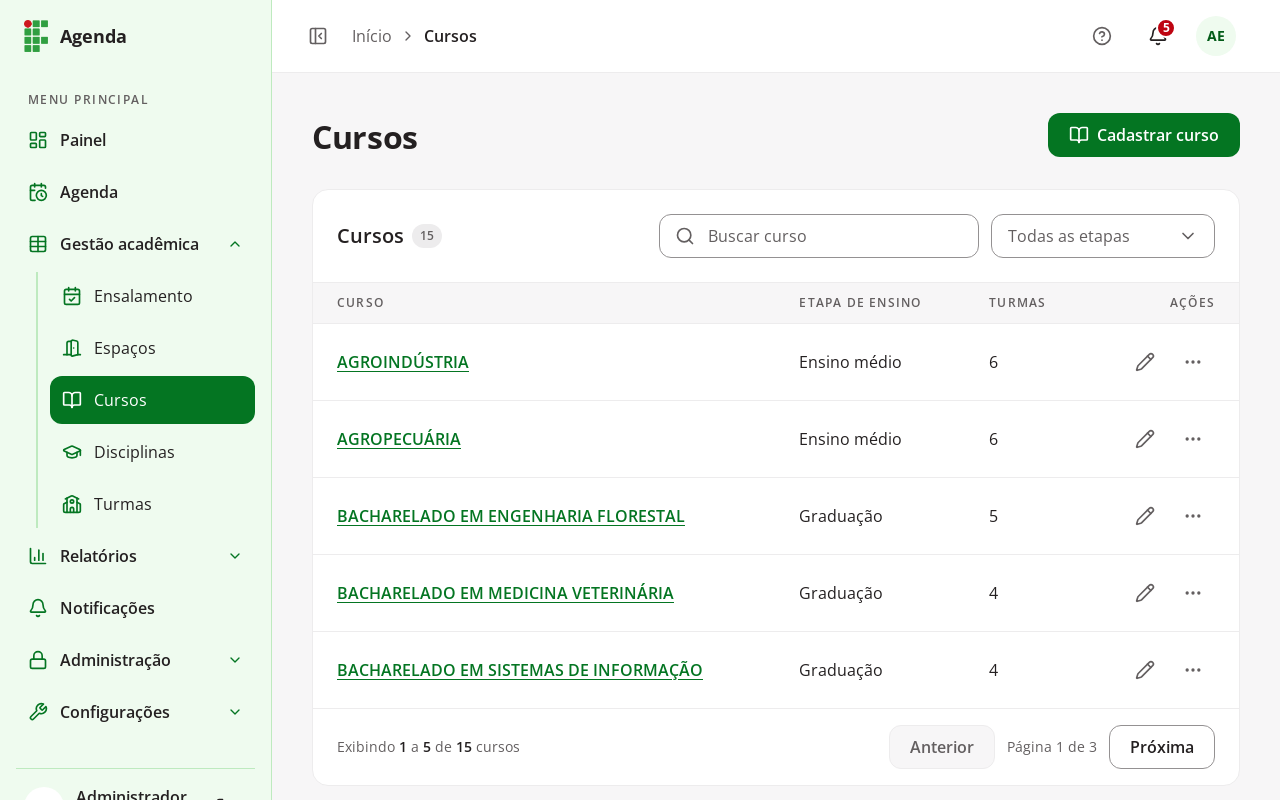 Agenda
MENU PRINCIPAL
Painel
Agenda
Gestão acadêmica
Ensalamento
Espaços
Cursos
Disciplinas
Turmas
Relatórios
Notificações
Administração
Configurações
Administrador
Início > Cursos
5
AE
Cursos
Cadastrar curso
Cursos 15
Buscar curso
Todas as etapas
CURSO ETAPA DE ENSINO TURMAS AÇÕES
AGROINDÚSTRIA Ensino médio 6
AGROPECUÁRIA Ensino médio 6
BACHARELADO EM ENGENHARIA FLORESTAL Graduação 5
BACHARELADO EM MEDICINA VETERINÁRIA Graduação 4
BACHARELADO EM SISTEMAS DE INFORMAÇÃO Graduação 4
Exibindo 1 a 5 de 15 cursos
Anterior Página 1 de 3 Próxima